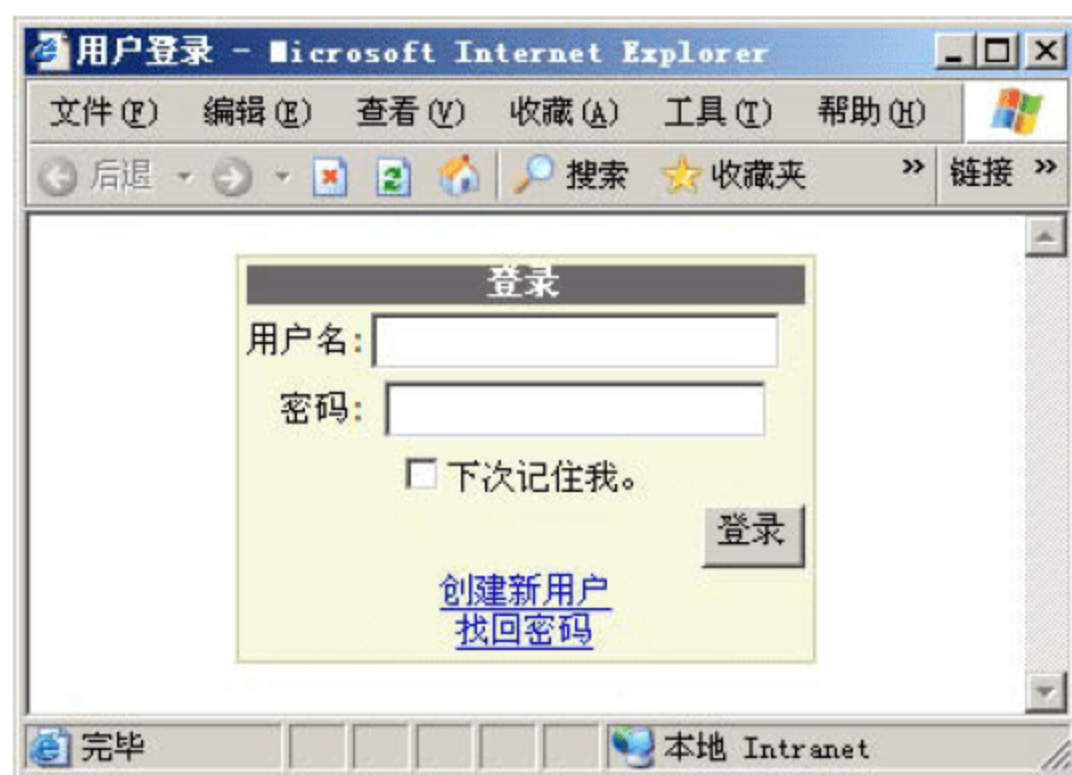 用户登录 - Microsoft Internet Explorer
文件(F) 编辑(E) 查看(V) 收藏(A) 工具(T) 帮助(H)
后退 搜索 收藏夹 » 链接 »
登录
用户名:
密码:
下次记住我。
登录
创建新用户
找回密码
完毕 本地 Intranet